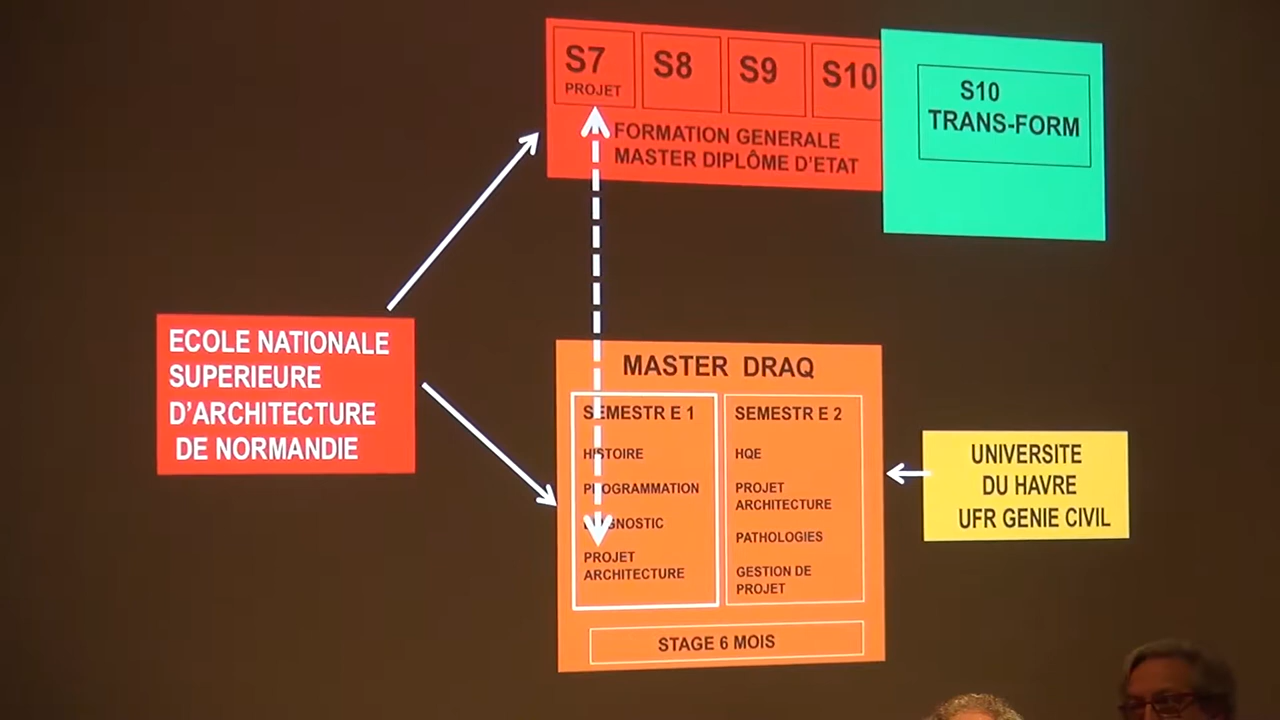 S7
PROJET
S8
S9
S10
FORMATION GENERALE
MASTER DIPLÔME D'ETAT
S10
TRANS-FORM
ECOLE NATIONALE
SUPERIEURE
D'ARCHITECTURE
DE NORMANDIE
MASTER DRAQ
SEMESTR E 1
HISTOIRE
PROGRAMMATION
DIAGNOSTIC
PROJET
ARCHITECTURE
SEMESTR E 2
HQE
PROJET
ARCHITECTURE
PATHOLOGIES
GESTION DE
PROJET
STAGE 6 MOIS
UNIVERSITE
DU HAVRE
UFR GENIE CIVIL